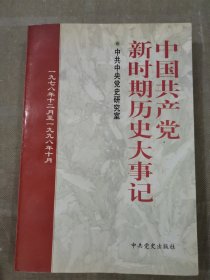 中国共产党
新时期历史大事记
中共中央党史研究室
一九七八年十二月至一九九八年十月
中共党史出版社